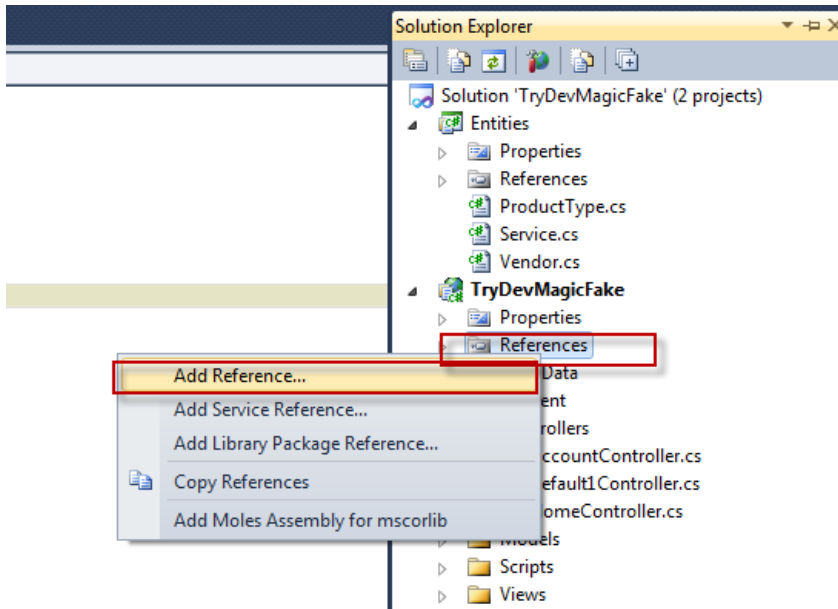 Solution Explorer
Solution 'TryDevMagicFake' (2 projects)
Entities
Properties
References
ProductType.cs
Service.cs
Vendor.cs
TryDevMagicFake
Properties
References
Data
ent
rollers
ccountController.cs
efault1Controller.cs
omeController.cs
Models
Scripts
Views
Add Reference...
Add Service Reference...
Add Library Package Reference...
Copy References
Add Moles Assembly for mscorlib